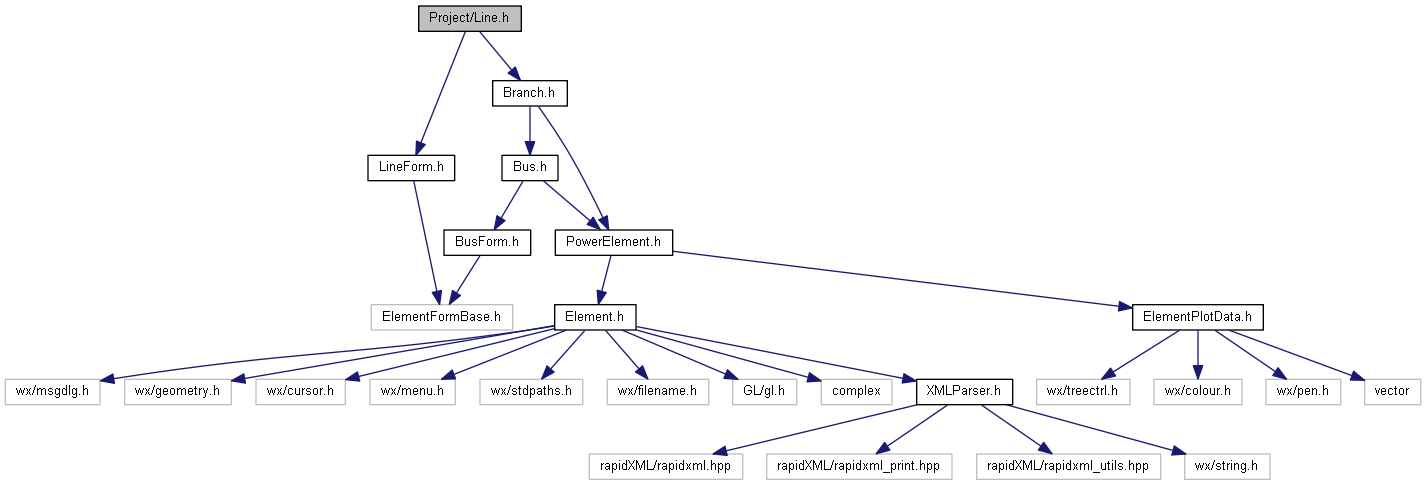 Project/Line.h
Branch.h
LineForm.h
Bus.h
BusForm.h
PowerElement.h
ElementFormBase.h
Element.h
ElementPlotData.h
wx/msgdlg.h
wx/geometry.h
wx/cursor.h
wx/menu.h
wx/stdpaths.h
wx/filename.h
GL/gl.h
complex
XMLParser.h
wx/treectrl.h
wx/colour.h
wx/pen.h
vector
rapidXML/rapidxml.hpp
rapidXML/rapidxml_print.hpp
rapidXML/rapidxml_utils.hpp
wx/string.h